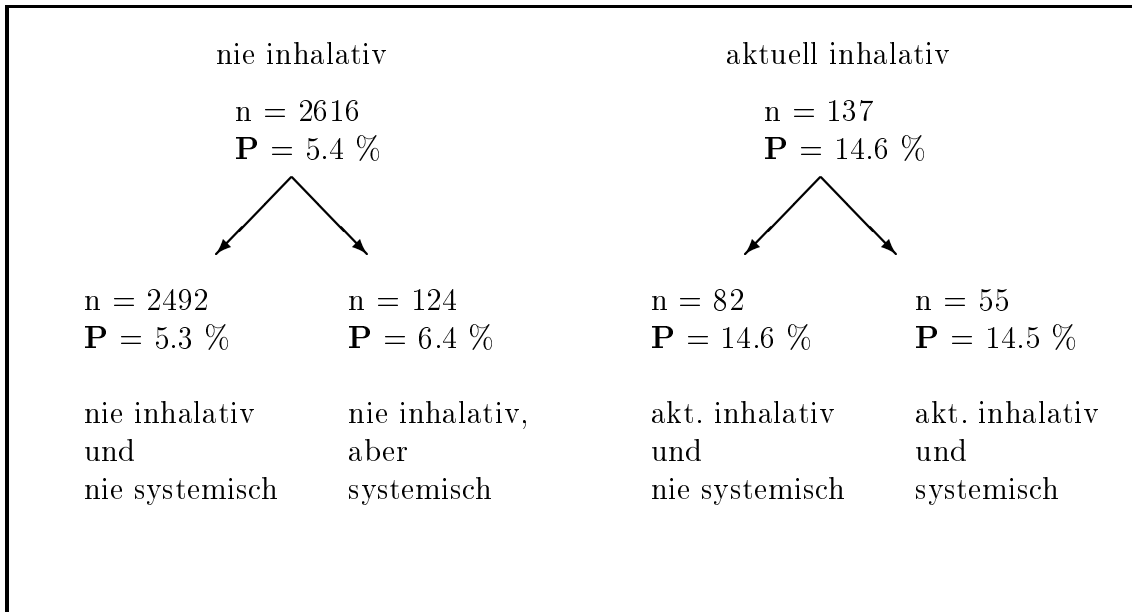 nie inhalativ
n = 2616
P = 5.4 %
aktuell inhalativ
n = 137
P = 14.6 %
n = 2492
P = 5.3 %
nie inhalativ
und
nie systemisch
n = 124
P = 6.4 %
nie inhalativ,
aber
systemisch
n = 82
P = 14.6 %
akt. inhalativ
und
nie systemisch
n = 55
P = 14.5 %
akt. inhalativ
und
systemisch